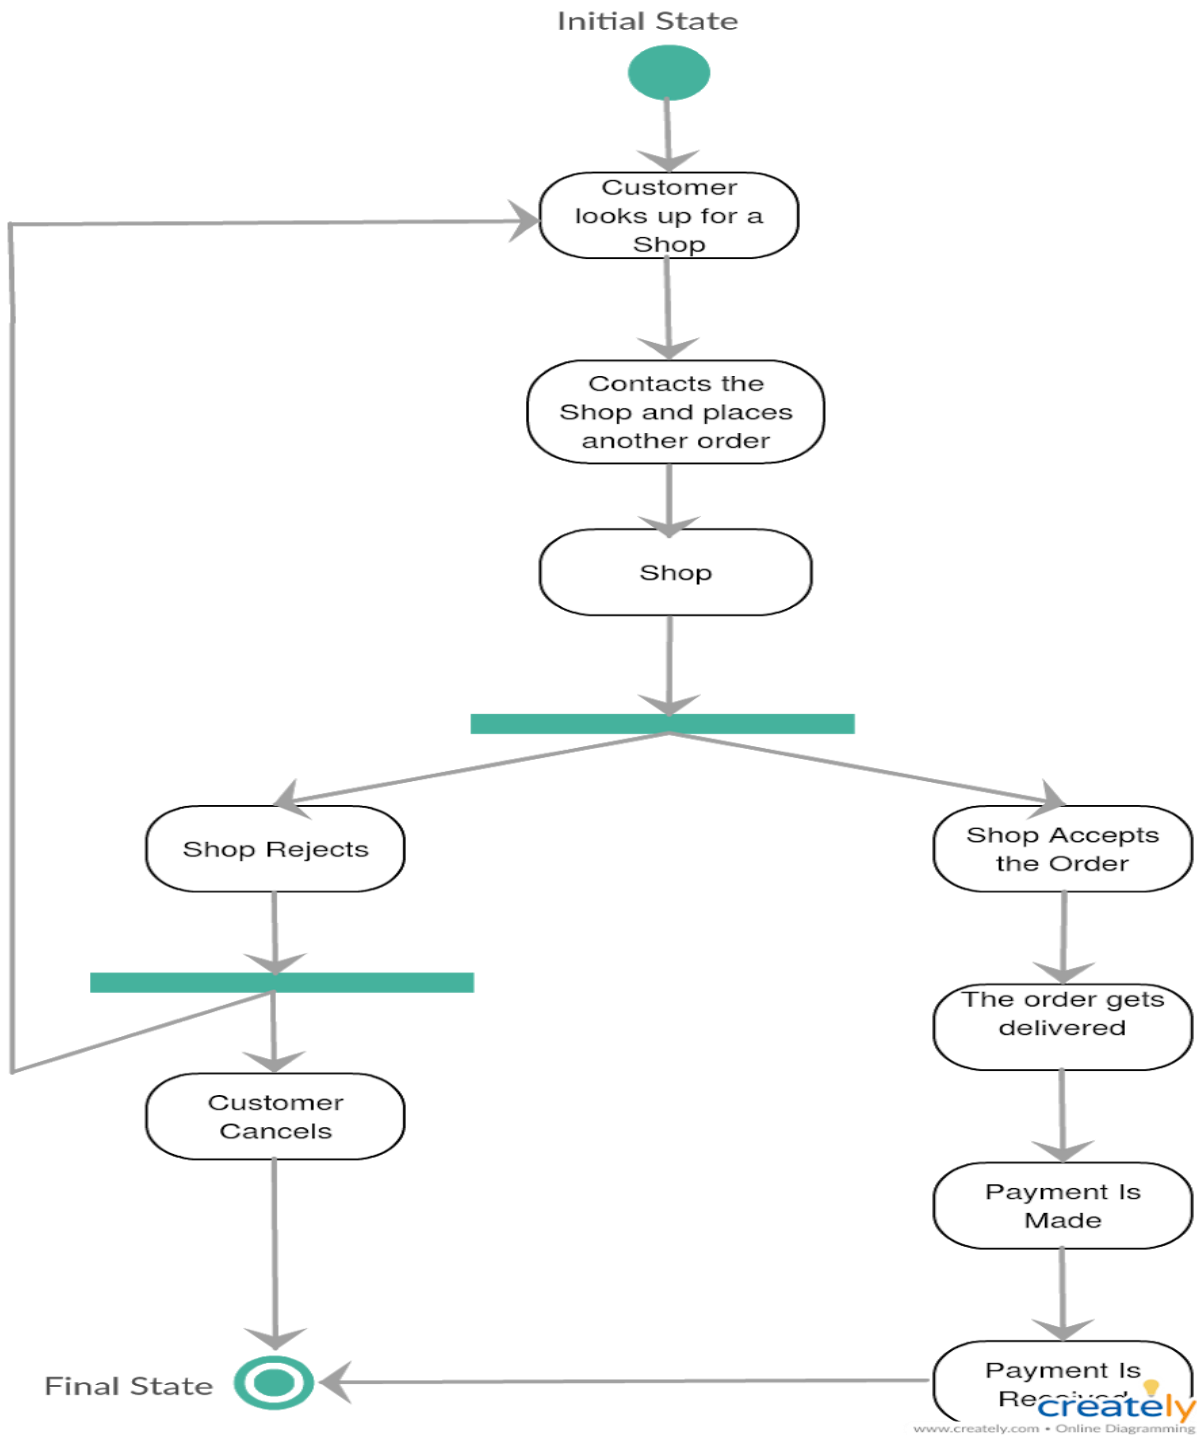 Initial State
Customer
looks up for a
Shop
Contacts the
Shop and places
another order
Shop
Shop Rejects
Shop Accepts
the Order
The order gets
delivered
Customer
Cancels
Payment Is
Made
Payment Is
Received
Final State
creately
www.creately.com • Online Diagramming